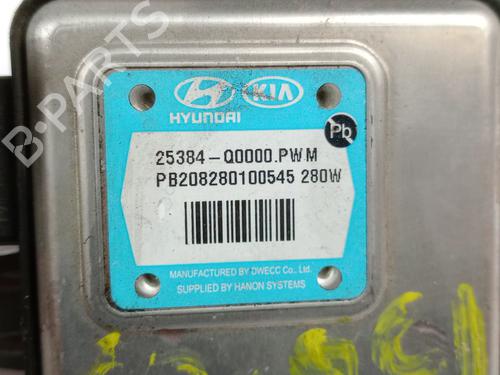 B-PARTS
HYUNDAI
KIA
Pb
25384-Q0000.PWM
PB208280100545 280W
MANUFACTURED BY DWECC Co., Ltd.
SUPPLIED BY HANON SYSTEMS